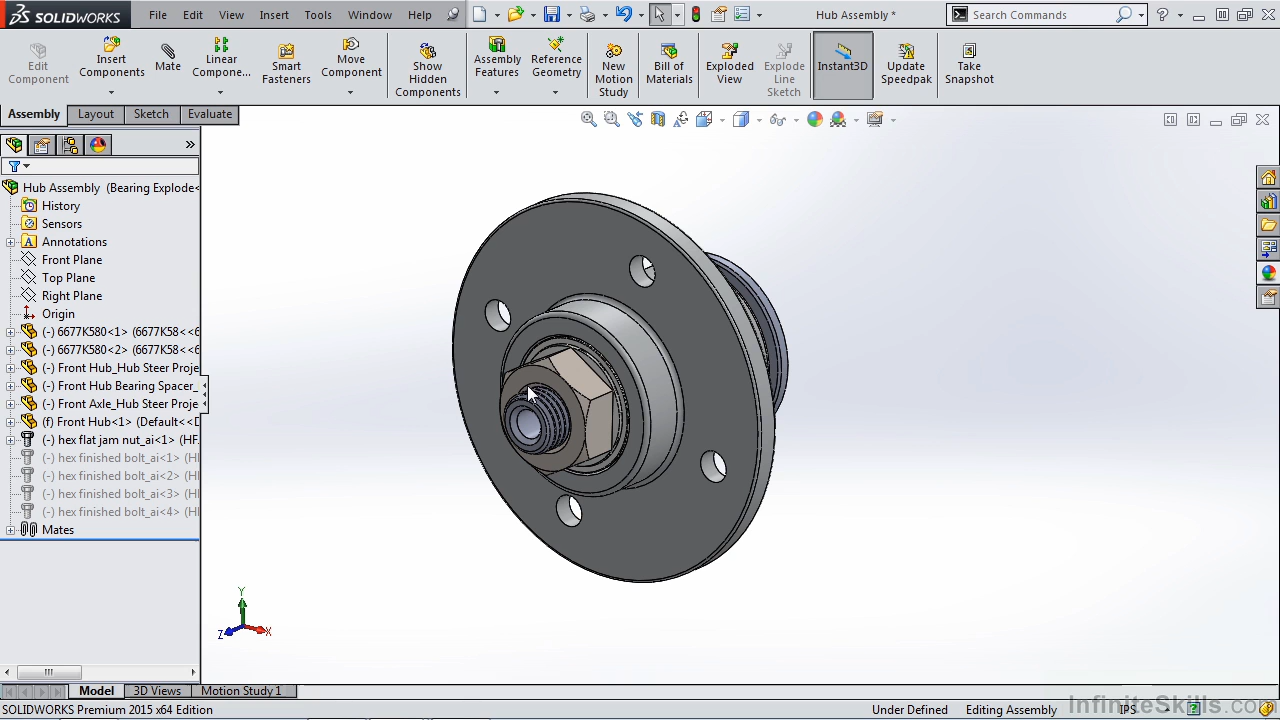 SOLIDWORKS File Edit View Insert Tools Window Help Hub Assembly * Search Commands
Edit Component
Insert Components
Mate
Linear Compone...
Smart Fasteners
Move Component
Show Hidden Components
Assembly Features
Reference Geometry
New Motion Study
Bill of Materials
Exploded View
Explode Line Sketch
Instant3D
Update Speedpak
Take Snapshot
Assembly Layout Sketch Evaluate
Hub Assembly (Bearing Explode<
History
Sensors
Annotations
Front Plane
Top Plane
Right Plane
Origin
(-) 6677K580<1> (6677K58<<6
(-) 6677K580<2> (6677K58<<6
(-) Front Hub_Hub Steer Proje
(-) Front Hub Bearing Spacer_
(-) Front Axle_Hub Steer Proje
(f) Front Hub<1> (Default<<D
(-) hex flat jam nut_ai<1> (HF
(-) hex finished bolt_ai<1> (HI
(-) hex finished bolt_ai<2> (HI
(-) hex finished bolt_ai<3> (HI
(-) hex finished bolt_ai<4> (HI
Mates
Y
Z X
Model 3D Views Motion Study 1
SOLIDWORKS Premium 2015 x64 Edition Under Defined Editing Assembly IPS
InfiniteSkills.com